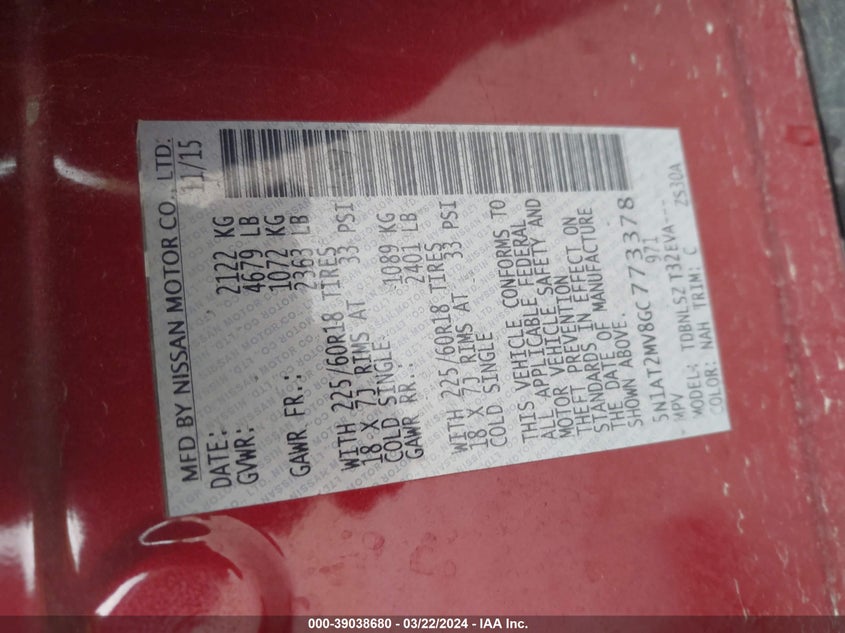 MFD BY NISSAN MOTOR CO., LTD.
DATE: 11/15
GVWR: 2122 KG
4679 LB
GAWR FR.: 1072 KG
2363 LB
WITH 225/60R18 TIRES
18 X 7J RIMS AT 33 PSI
COLD SINGLE
GAWR RR.: 1089 KG
2401 LB
WITH 225/60R18 TIRES
18 X 7J RIMS AT 33 PSI
COLD SINGLE
THIS VEHICLE CONFORMS TO
ALL APPLICABLE FEDERAL
MOTOR VEHICLE SAFETY AND
THEFT PREVENTION
STANDARDS IN EFFECT ON
THE DATE OF MANUFACTURE
SHOWN ABOVE.
5N1AT2MV8GC773378
MPV 971
MODEL# TDBNLSZ T32EVA---
COLOR: NAH TRIM: C ZS30A
000-39038680 - 03/22/2024 - IAA Inc.